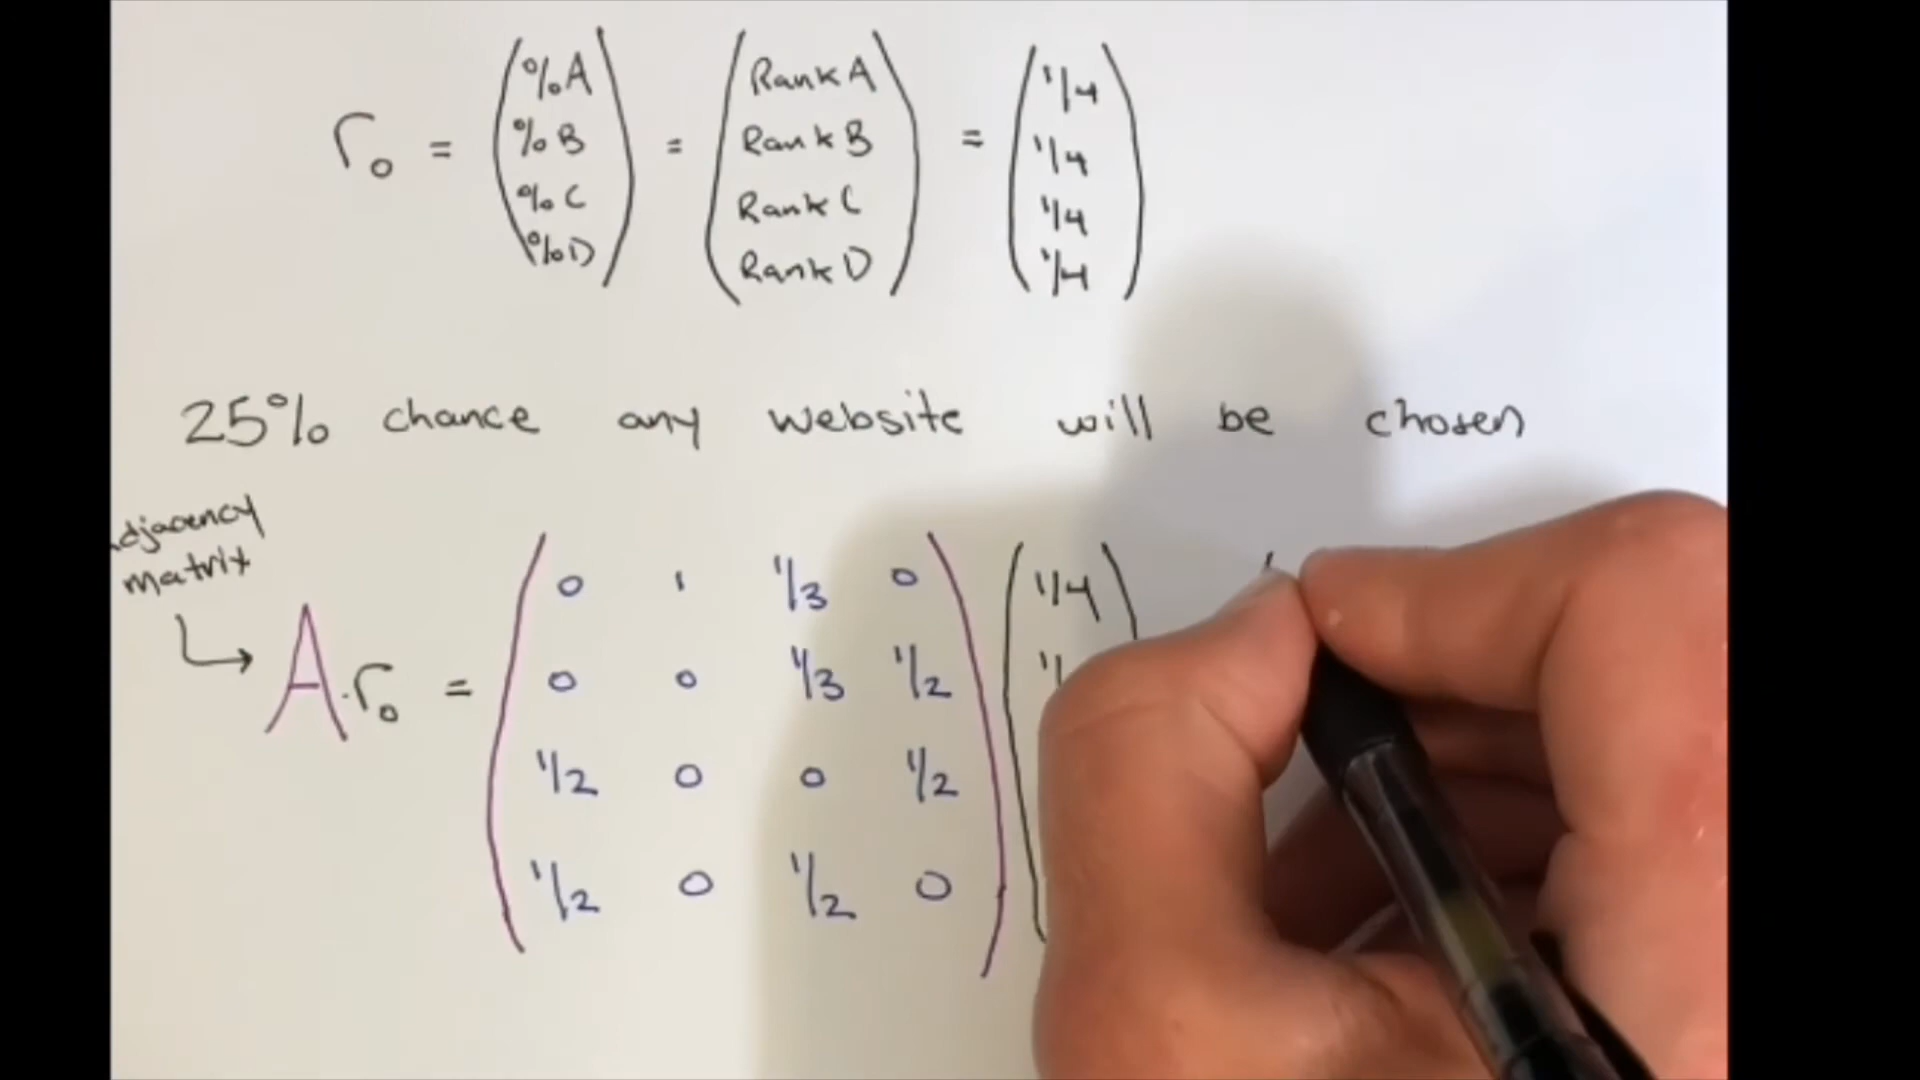 r₀ = (%A %B %C %D) = (Rank A Rank B Rank C Rank D) = (1/4 1/4 1/4 1/4)
25% chance any website will be chosen
djacency
matrix
A·r₀ =
0 1 1/3 0 1/4
0 0 1/3 1/2
1/2 0 0 1/2
1/2 0 1/2 0